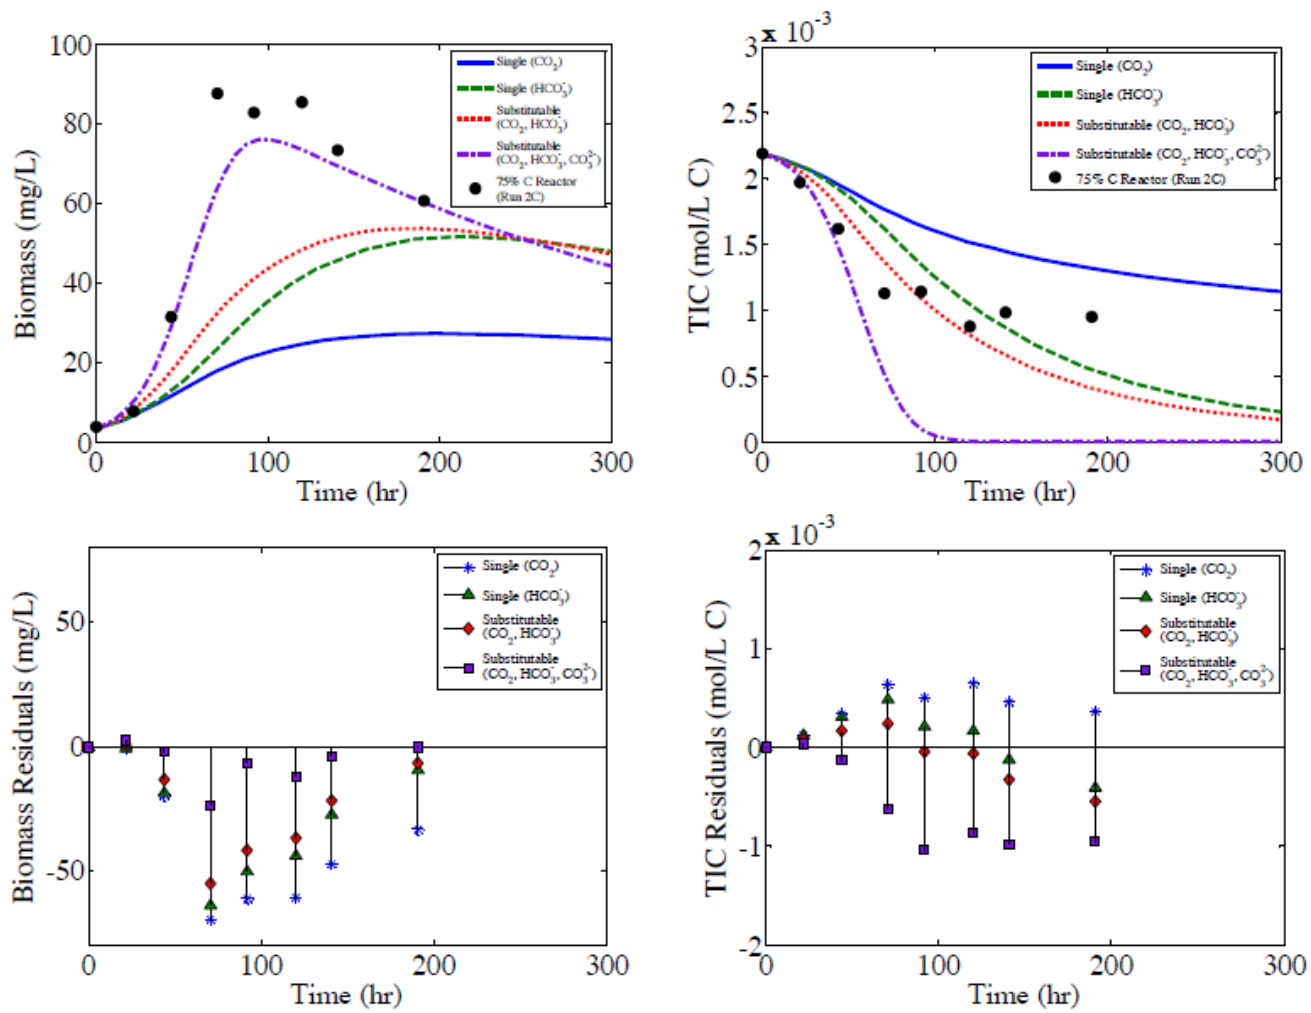 100
80
60
40
20
0
Biomass (mg/L)
Single (CO₂)
Single (HCO₃⁻)
Substitutable
(CO₂, HCO₃⁻)
Substitutable
(CO₂, HCO₃⁻, CO₃²⁻)
75% C Reactor
(Run 2C)
0 100 200 300
Time (hr)
x 10⁻³
3
2.5
2
1.5
1
0.5
0
TIC (mol/L C)
Single (CO₂)
Single (HCO₃⁻)
Substitutable (CO₂, HCO₃⁻)
Substitutable (CO₂, HCO₃⁻, CO₃²⁻)
75% C Reactor (Run 2C)
0 100 200 300
Time (hr)
50
0
-50
Biomass Residuals (mg/L)
Single (CO₂)
Single (HCO₃⁻)
Substitutable
(CO₂, HCO₃⁻)
Substitutable
(CO₂, HCO₃⁻, CO₃²⁻)
0 100 200 300
Time (hr)
x 10⁻³
2
1
0
-1
-2
TIC Residuals (mol/L C)
Single (CO₂)
Single (HCO₃⁻)
Substitutable
(CO₂, HCO₃⁻)
Substitutable
(CO₂, HCO₃⁻, CO₃²⁻)
0 100 200 300
Time (hr)